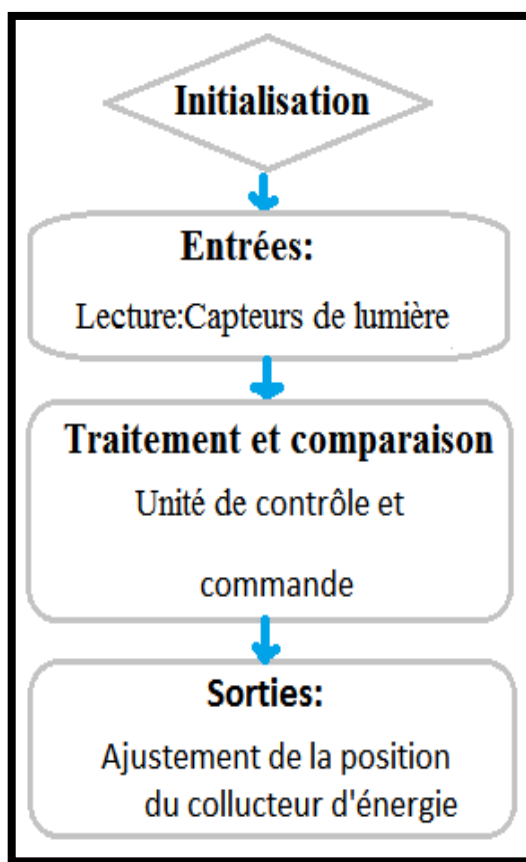 Initialisation
Entrées:
Lecture:Capteurs de lumière
Traitement et comparaison
Unité de contrôle et
commande
Sorties:
Ajustement de la position
du collucteur d'énergie